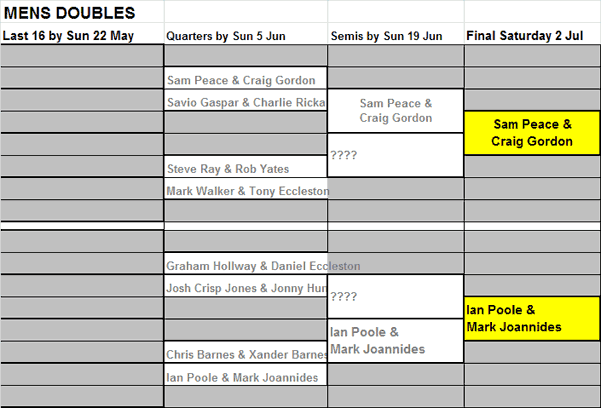 MENS DOUBLES
Last 16 by Sun 22 May
Quarters by Sun 5 Jun
Semis by Sun 19 Jun
Final Saturday 2 Jul
Sam Peace & Craig Gordon
Savio Gaspar & Charlie Ricka
Sam Peace &
Craig Gordon
Sam Peace &
Craig Gordon
????
Steve Ray & Rob Yates
Mark Walker & Tony Eccleston
Graham Hollway & Daniel Eccleston
Josh Crisp Jones & Jonny Hun
????
Ian Poole &
Mark Joannides
Ian Poole &
Mark Joannides
Chris Barnes & Xander Barnes
Ian Poole & Mark Joannides